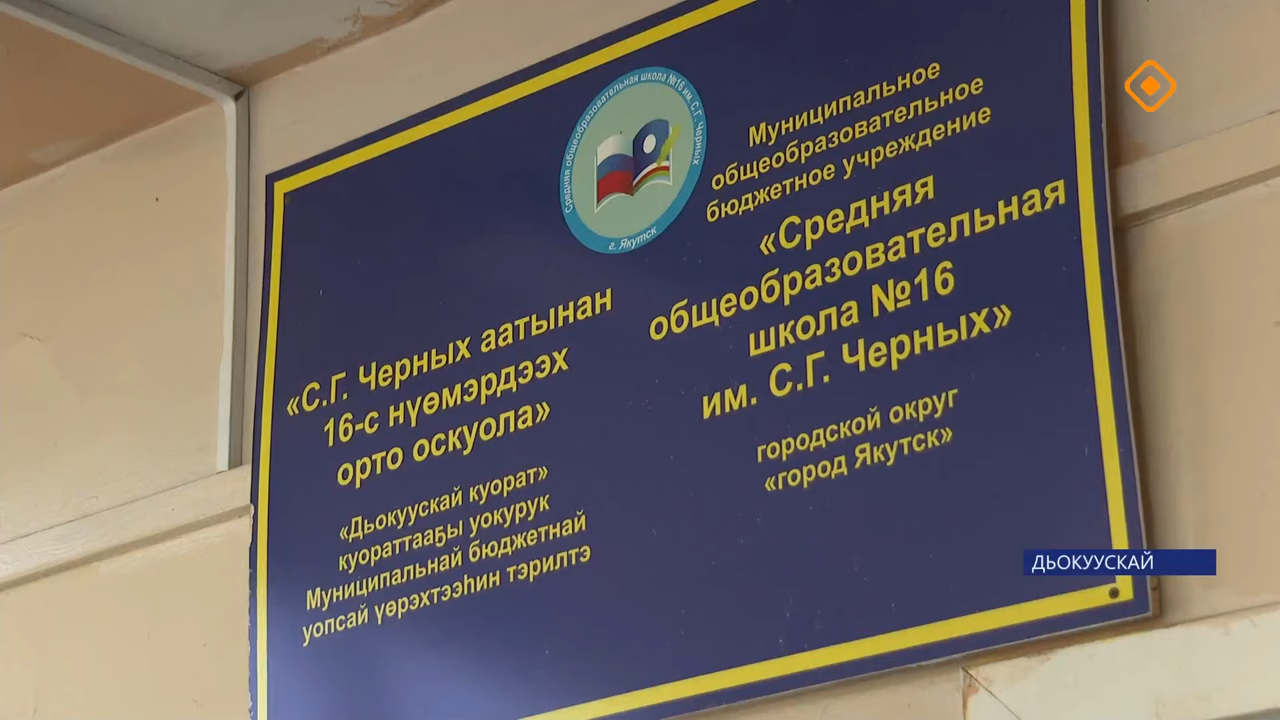 Средняя общеобразовательная школа №16 им. С.Г. Черных
г. Якутск
«С.Г. Черных аатынан
16-с нүөмэрдээх
орто оскуола»
«Дьокуускай куорат»
куораттааҕы уокурук
Муниципальнай бюджетнай
уопсай үөрэхтээһин тэрилтэ
Муниципальное
общеобразовательное
бюджетное учреждение
«Средняя
общеобразовательная
школа №16
им. С.Г. Черных»
городской округ
«город Якутск»
ДЬОКУУСКАЙ